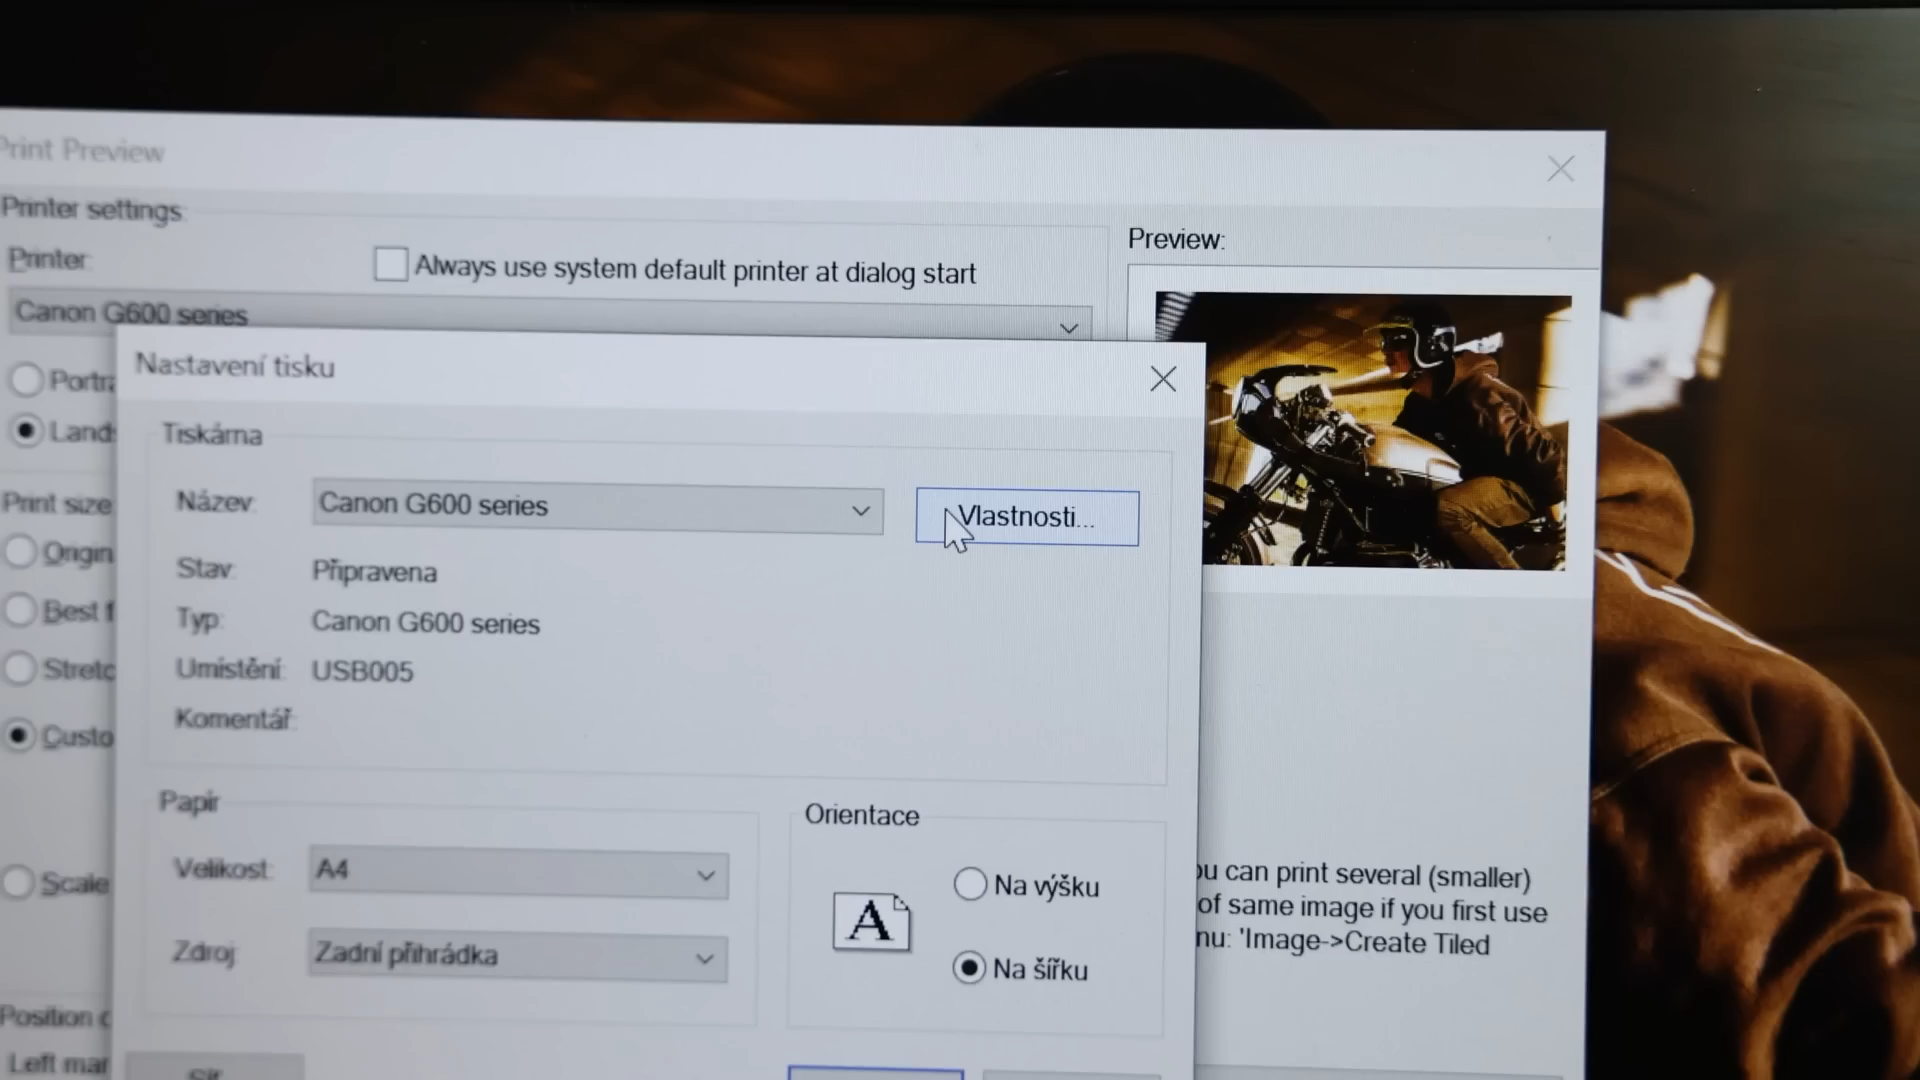 Print Preview
Printer settings:
Printer:
Always use system default printer at dialog start
Canon G600 series
Preview:
Nastavení tisku
Tiskárna
Název:
Canon G600 series
Vlastnosti...
Stav:
Připravena
Typ:
Canon G600 series
Umístění:
USB005
Komentář:
Print size
Papír
Velikost:
A4
Zdroj:
Zadní přihrádka
Orientace
A
Na výšku
Na šířku
Scale
can print several (smaller)
of same image if you first use
'Image->Create Tiled
Position
Left